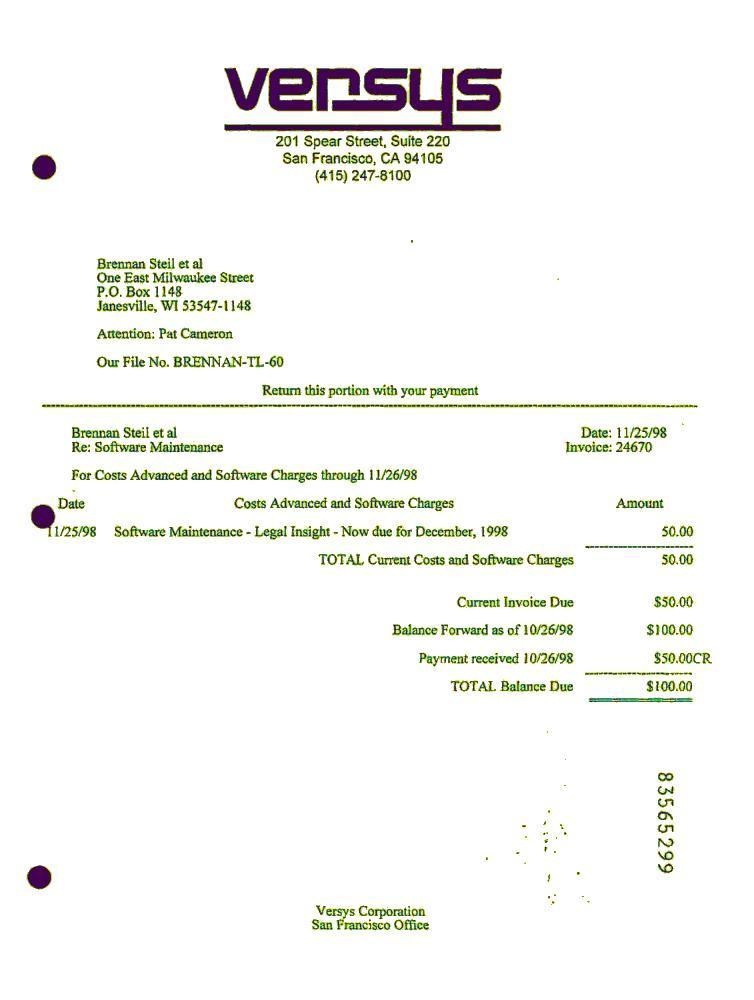 versys
201 Spear Street, Suite 220
San Francisco, CA 94105
(415) 247-8100
Brennan Steil et al
One East Milwaukee Street
P.O. Box 1148
Janesville, WI 53547-1148
Attention: Pat Cameron
Our File No. BRENNAN-TL-60
Return this portion with your payment
Brennan Steil et al Date: 11/25/98
Re: Software Maintenance Invoice: 24670
For Costs Advanced and Software Charges through 11/26/98
Date Costs Advanced and Software Charges Amount
11/25/98 Software Maintenance - Legal Insight - Now due for December, 1998 50.00
TOTAL Current Costs and Software Charges 50.00
Current Invoice Due $50.00
Balance Forward as of 10/26/98 $100.00
Payment received 10/26/98 $50.00CR
TOTAL Balance Due $100.00
83565299
Versys Corporation
San Francisco Office